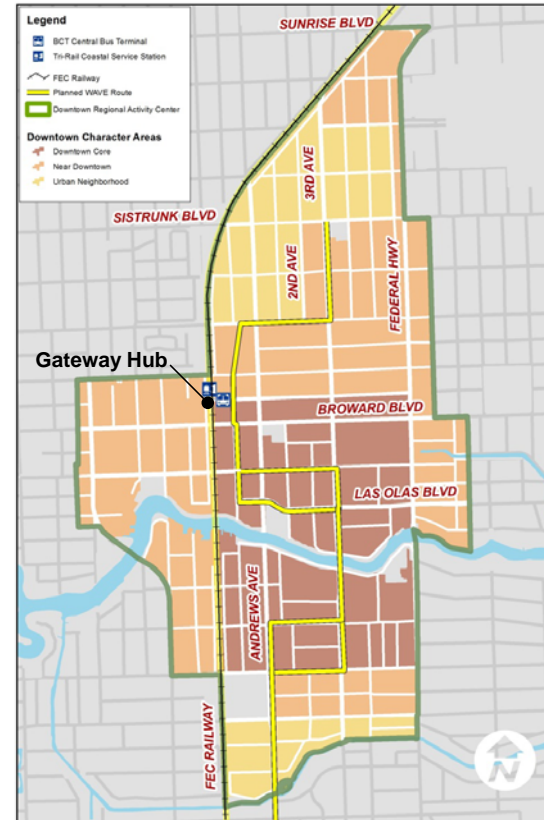 Legend
BCT Central Bus Terminal
Tri-Rail Coastal Service Station
FEC Railway
Planned WAVE Route
Downtown Regional Activity Center
Downtown Character Areas
Downtown Core
Near Downtown
Urban Neighborhood
SUNRISE BLVD
3RD AVE
SISTRUNK BLVD
2ND AVE
FEDERAL HWY
Gateway Hub
BROWARD BLVD
LAS OLAS BLVD
ANDREWS AVE
FEC RAILWAY
N